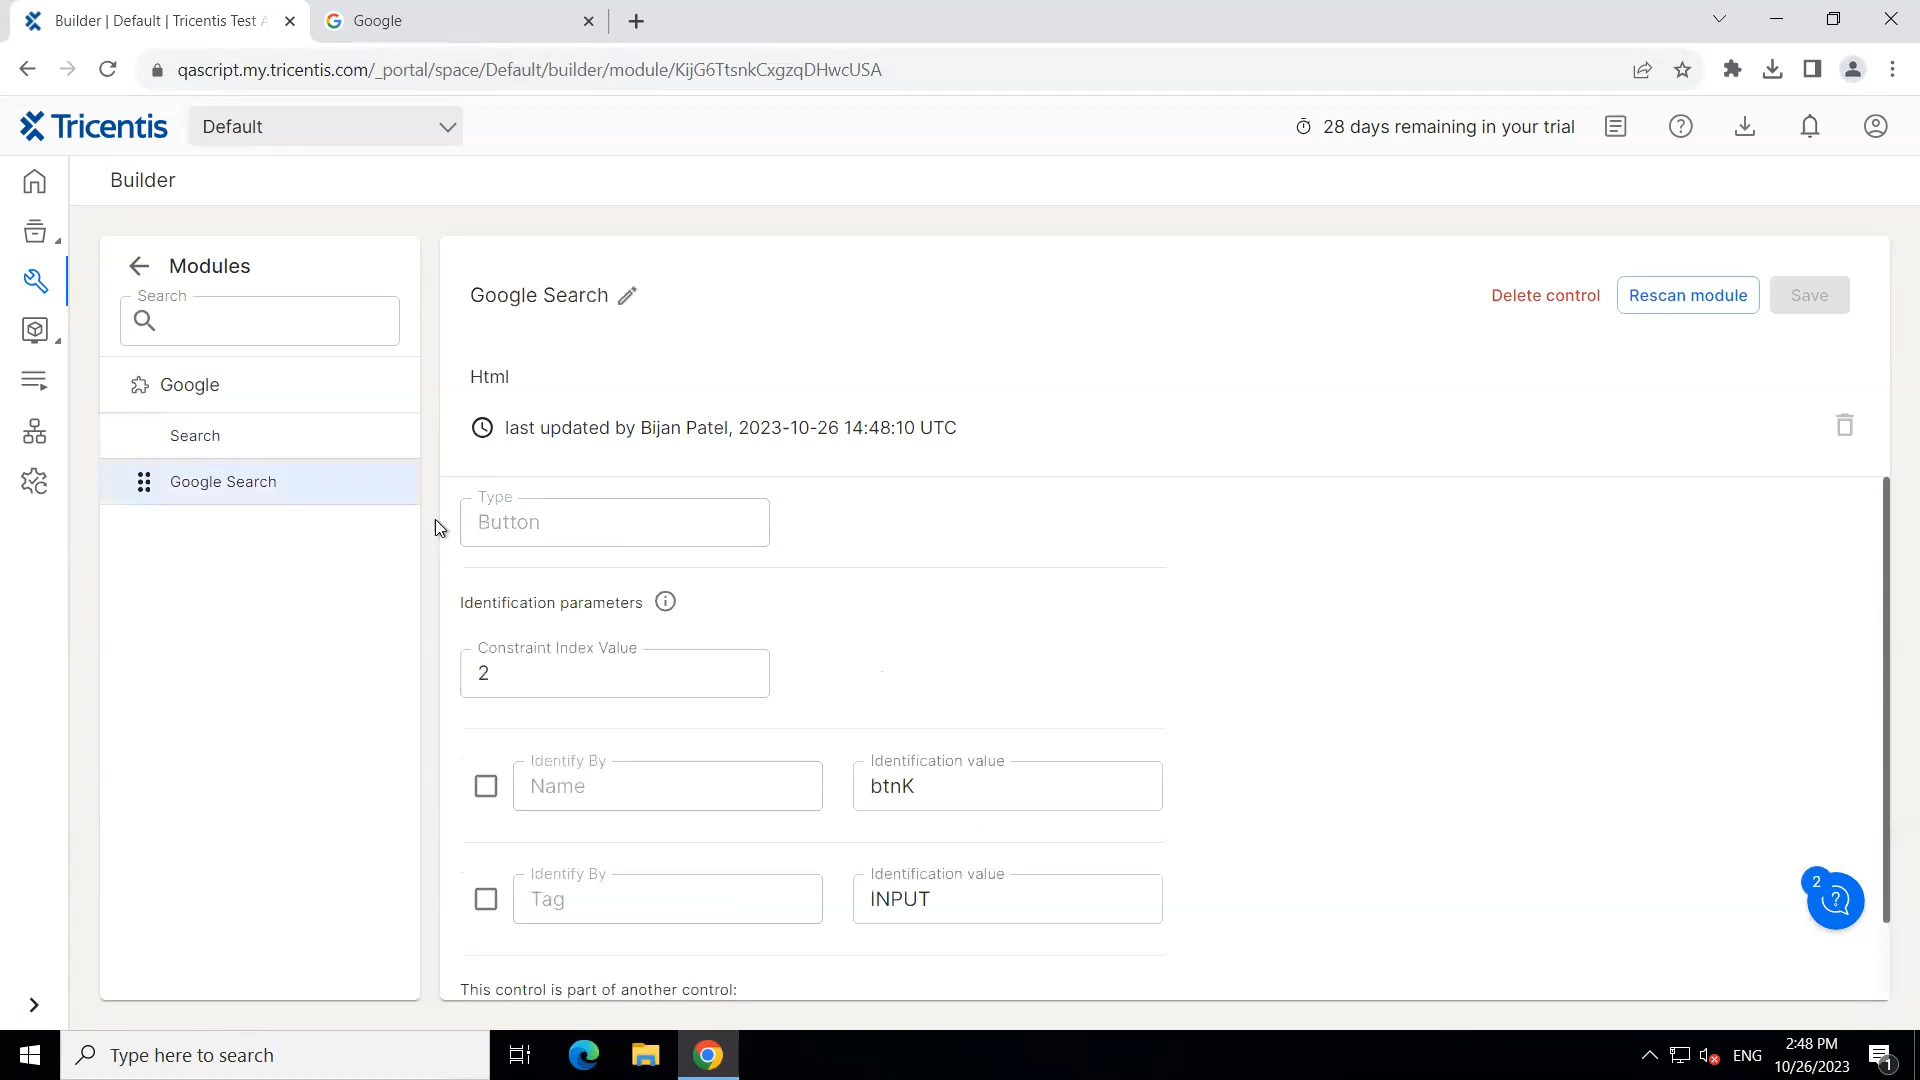 Builder | Default | Tricentis Test A
Google
qascript.my.tricentis.com/_portal/space/Default/builder/module/KijG6TtsnkCxgzqDHwcUSA
Tricentis
Default
28 days remaining in your trial
Builder
Modules
Search
Google
Search
Google Search
Google Search
Delete control
Rescan module
Save
Html
last updated by Bijan Patel, 2023-10-26 14:48:10 UTC
Type
Button
Identification parameters
Constraint Index Value
2
Identify By
Name
Identification value
btnK
Identify By
Tag
Identification value
INPUT
This control is part of another control:
2
Type here to search
ENG
2:48 PM
10/26/2023
1